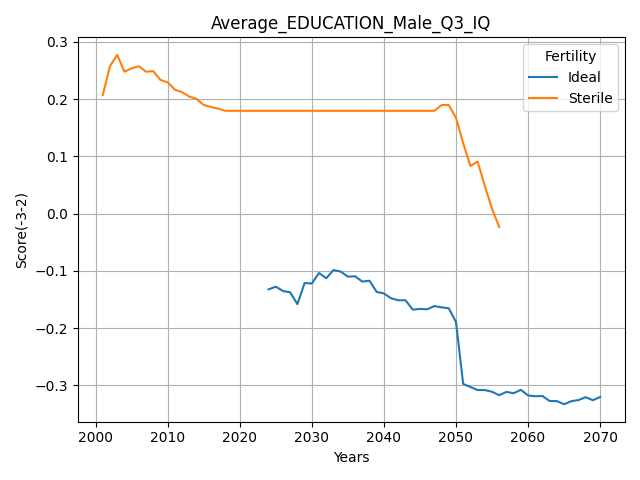 Average_EDUCATION_Male_Q3_IQ
Fertility
Ideal
Sterile
Score(-3-2)
0.3
0.2
0.1
0.0
−0.1
−0.2
−0.3
2000 2010 2020 2030 2040 2050 2060 2070
Years